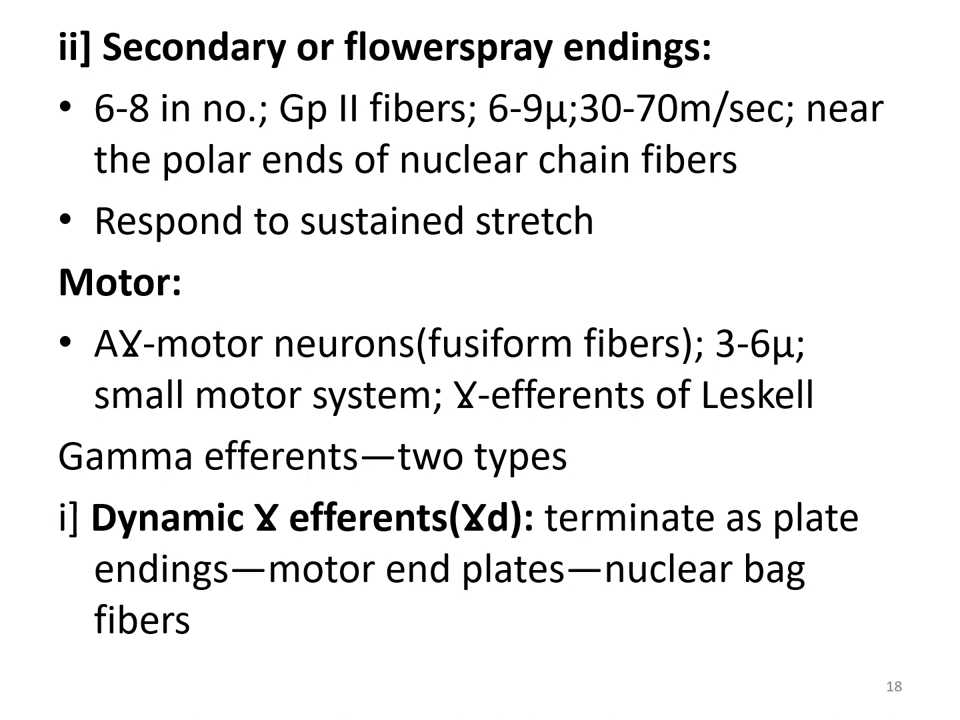 ii] Secondary or flowerspray endings:
• 6-8 in no.; Gp II fibers; 6-9µ;30-70m/sec; near
the polar ends of nuclear chain fibers
• Respond to sustained stretch
Motor:
• AɎ-motor neurons(fusiform fibers); 3-6µ;
small motor system; Ɏ-efferents of Leskell
Gamma efferents—two types
i] Dynamic Ɏ efferents(Ɏd): terminate as plate
endings—motor end plates—nuclear bag
fibers
18